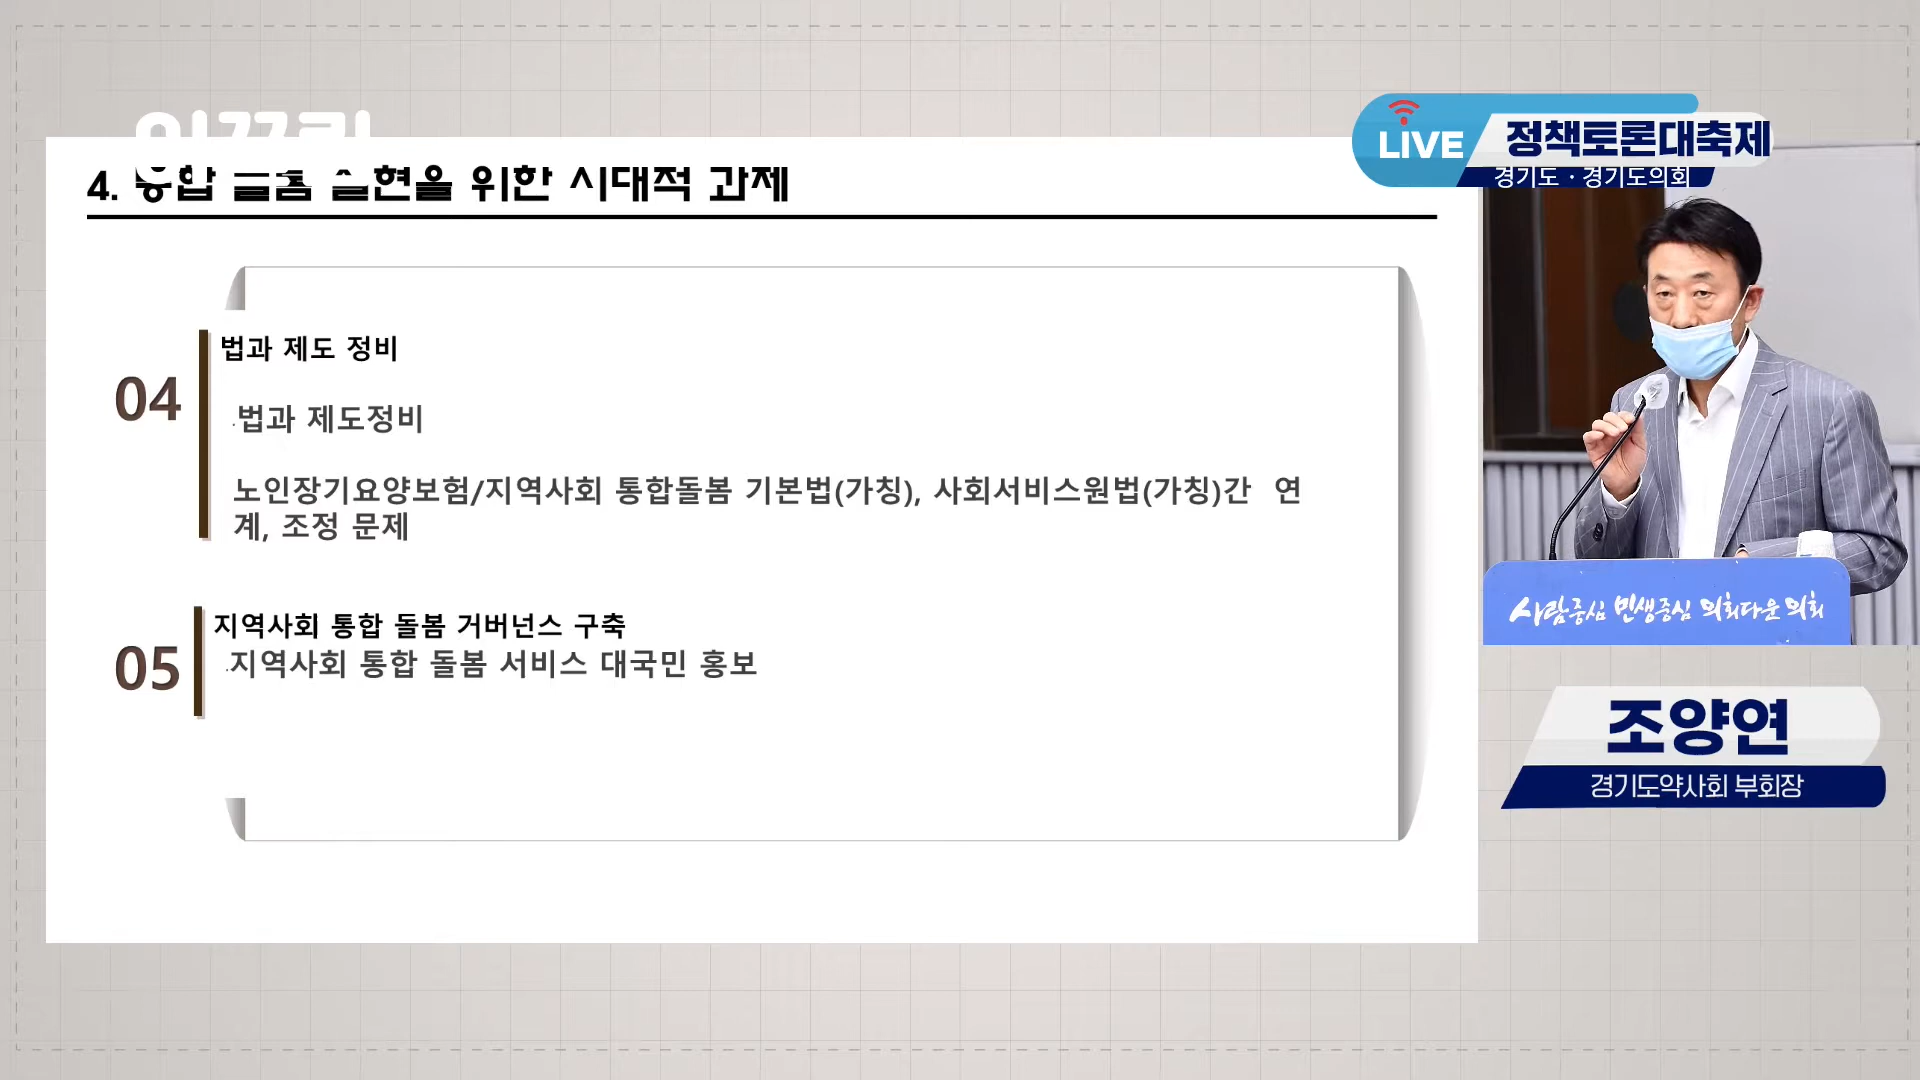 LIVE 정책토론대축제
경기도 · 경기도의회
4. 통합 돌봄 실현을 위한 시대적 과제
04
법과 제도 정비
·법과 제도정비
노인장기요양보험/지역사회 통합돌봄 기본법(가칭), 사회서비스원법(가칭)간 연
계, 조정 문제
05
지역사회 통합 돌봄 거버넌스 구축
·지역사회 통합 돌봄 서비스 대국민 홍보
사람중심 민생중심 의회다운 의회
조양연
경기도약사회 부회장